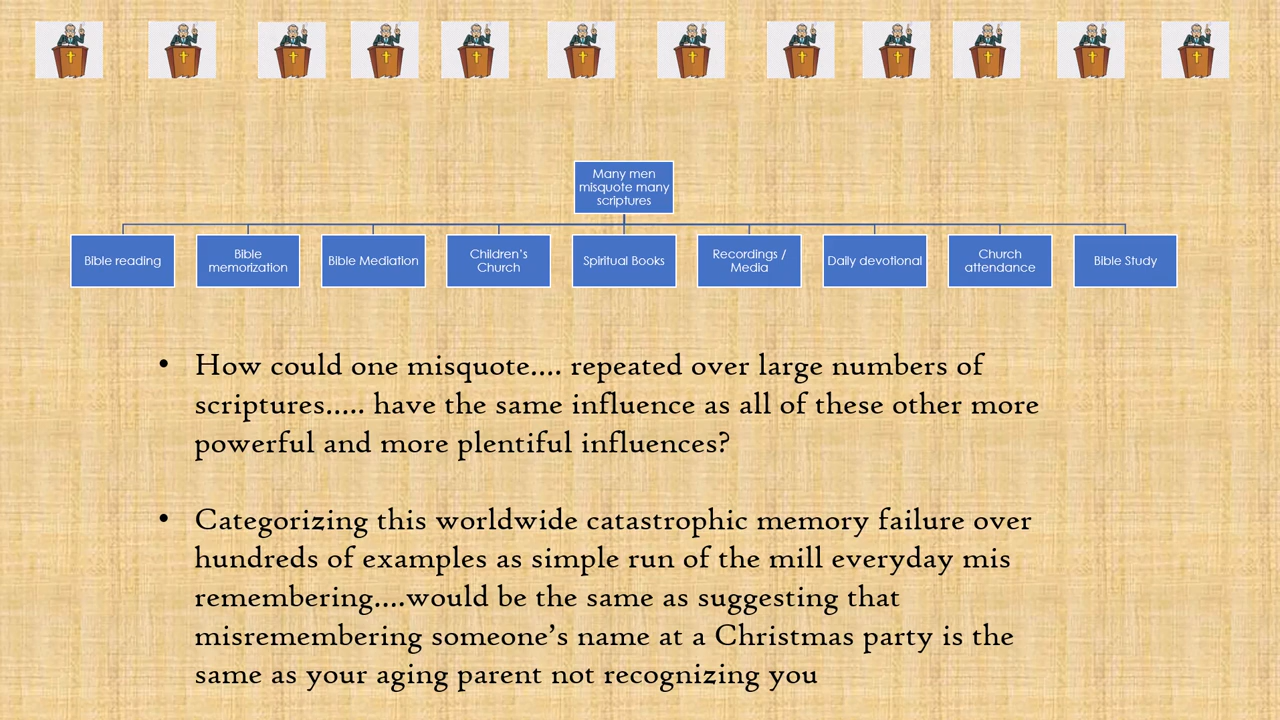 Many men
misquote many
scriptures
Bible reading
Bible
memorization
Bible Mediation
Children's
Church
Spiritual Books
Recordings /
Media
Daily devotional
Church
attendance
Bible Study
• How could one misquote.... repeated over large numbers of
scriptures..... have the same influence as all of these other more
powerful and more plentiful influences?
• Categorizing this worldwide catastrophic memory failure over
hundreds of examples as simple run of the mill everyday mis
remembering....would be the same as suggesting that
misremembering someone’s name at a Christmas party is the
same as your aging parent not recognizing you